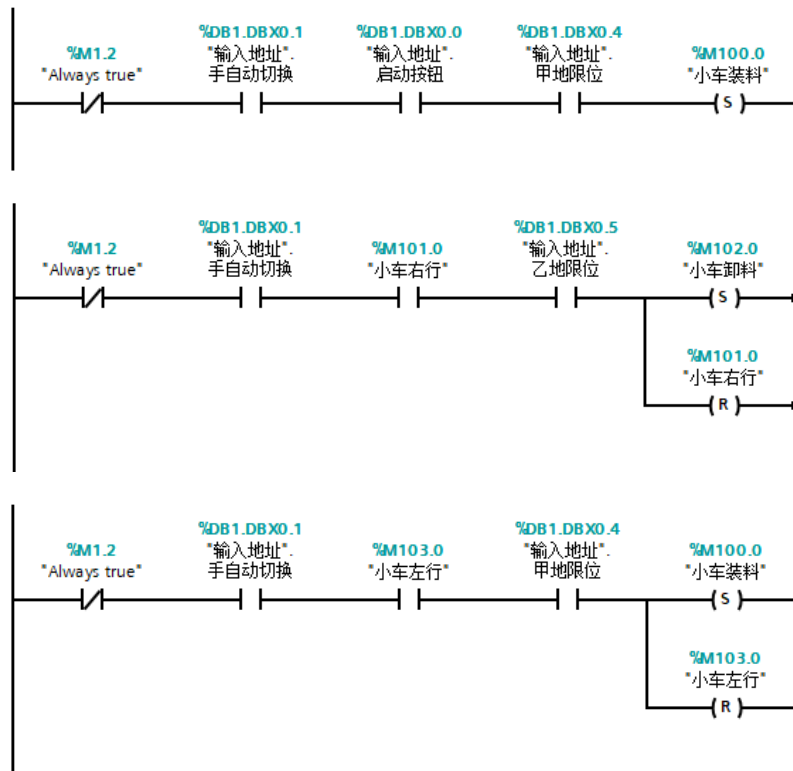 %DB1.DBX0.1 %DB1.DBX0.0 %DB1.DBX0.4
%M1.2 "输入地址". "输入地址". "输入地址". %M100.0
"Always true" 手自动切换 启动按钮 甲地限位 "小车装料"
S
%DB1.DBX0.1 %DB1.DBX0.5
%M1.2 "输入地址". %M101.0 "输入地址". %M102.0
"Always true" 手自动切换 "小车右行" 乙地限位 "小车卸料"
S
%M101.0
"小车右行"
R
%DB1.DBX0.1 %DB1.DBX0.4
%M1.2 "输入地址". %M103.0 "输入地址". %M100.0
"Always true" 手自动切换 "小车左行" 甲地限位 "小车装料"
S
%M103.0
"小车左行"
R